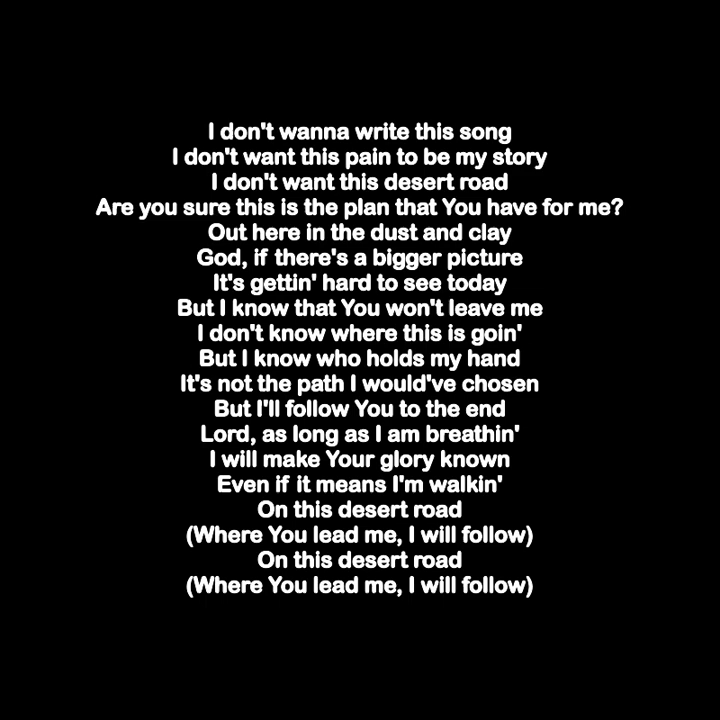 I don't wanna write this song
I don't want this pain to be my story
I don't want this desert road
Are you sure this is the plan that You have for me?
Out here in the dust and clay
God, if there's a bigger picture
It's gettin' hard to see today
But I know that You won't leave me
I don't know where this is goin'
But I know who holds my hand
It's not the path I would've chosen
But I'll follow You to the end
Lord, as long as I am breathin'
I will make Your glory known
Even if it means I'm walkin'
On this desert road
(Where You lead me, I will follow)
On this desert road
(Where You lead me, I will follow)